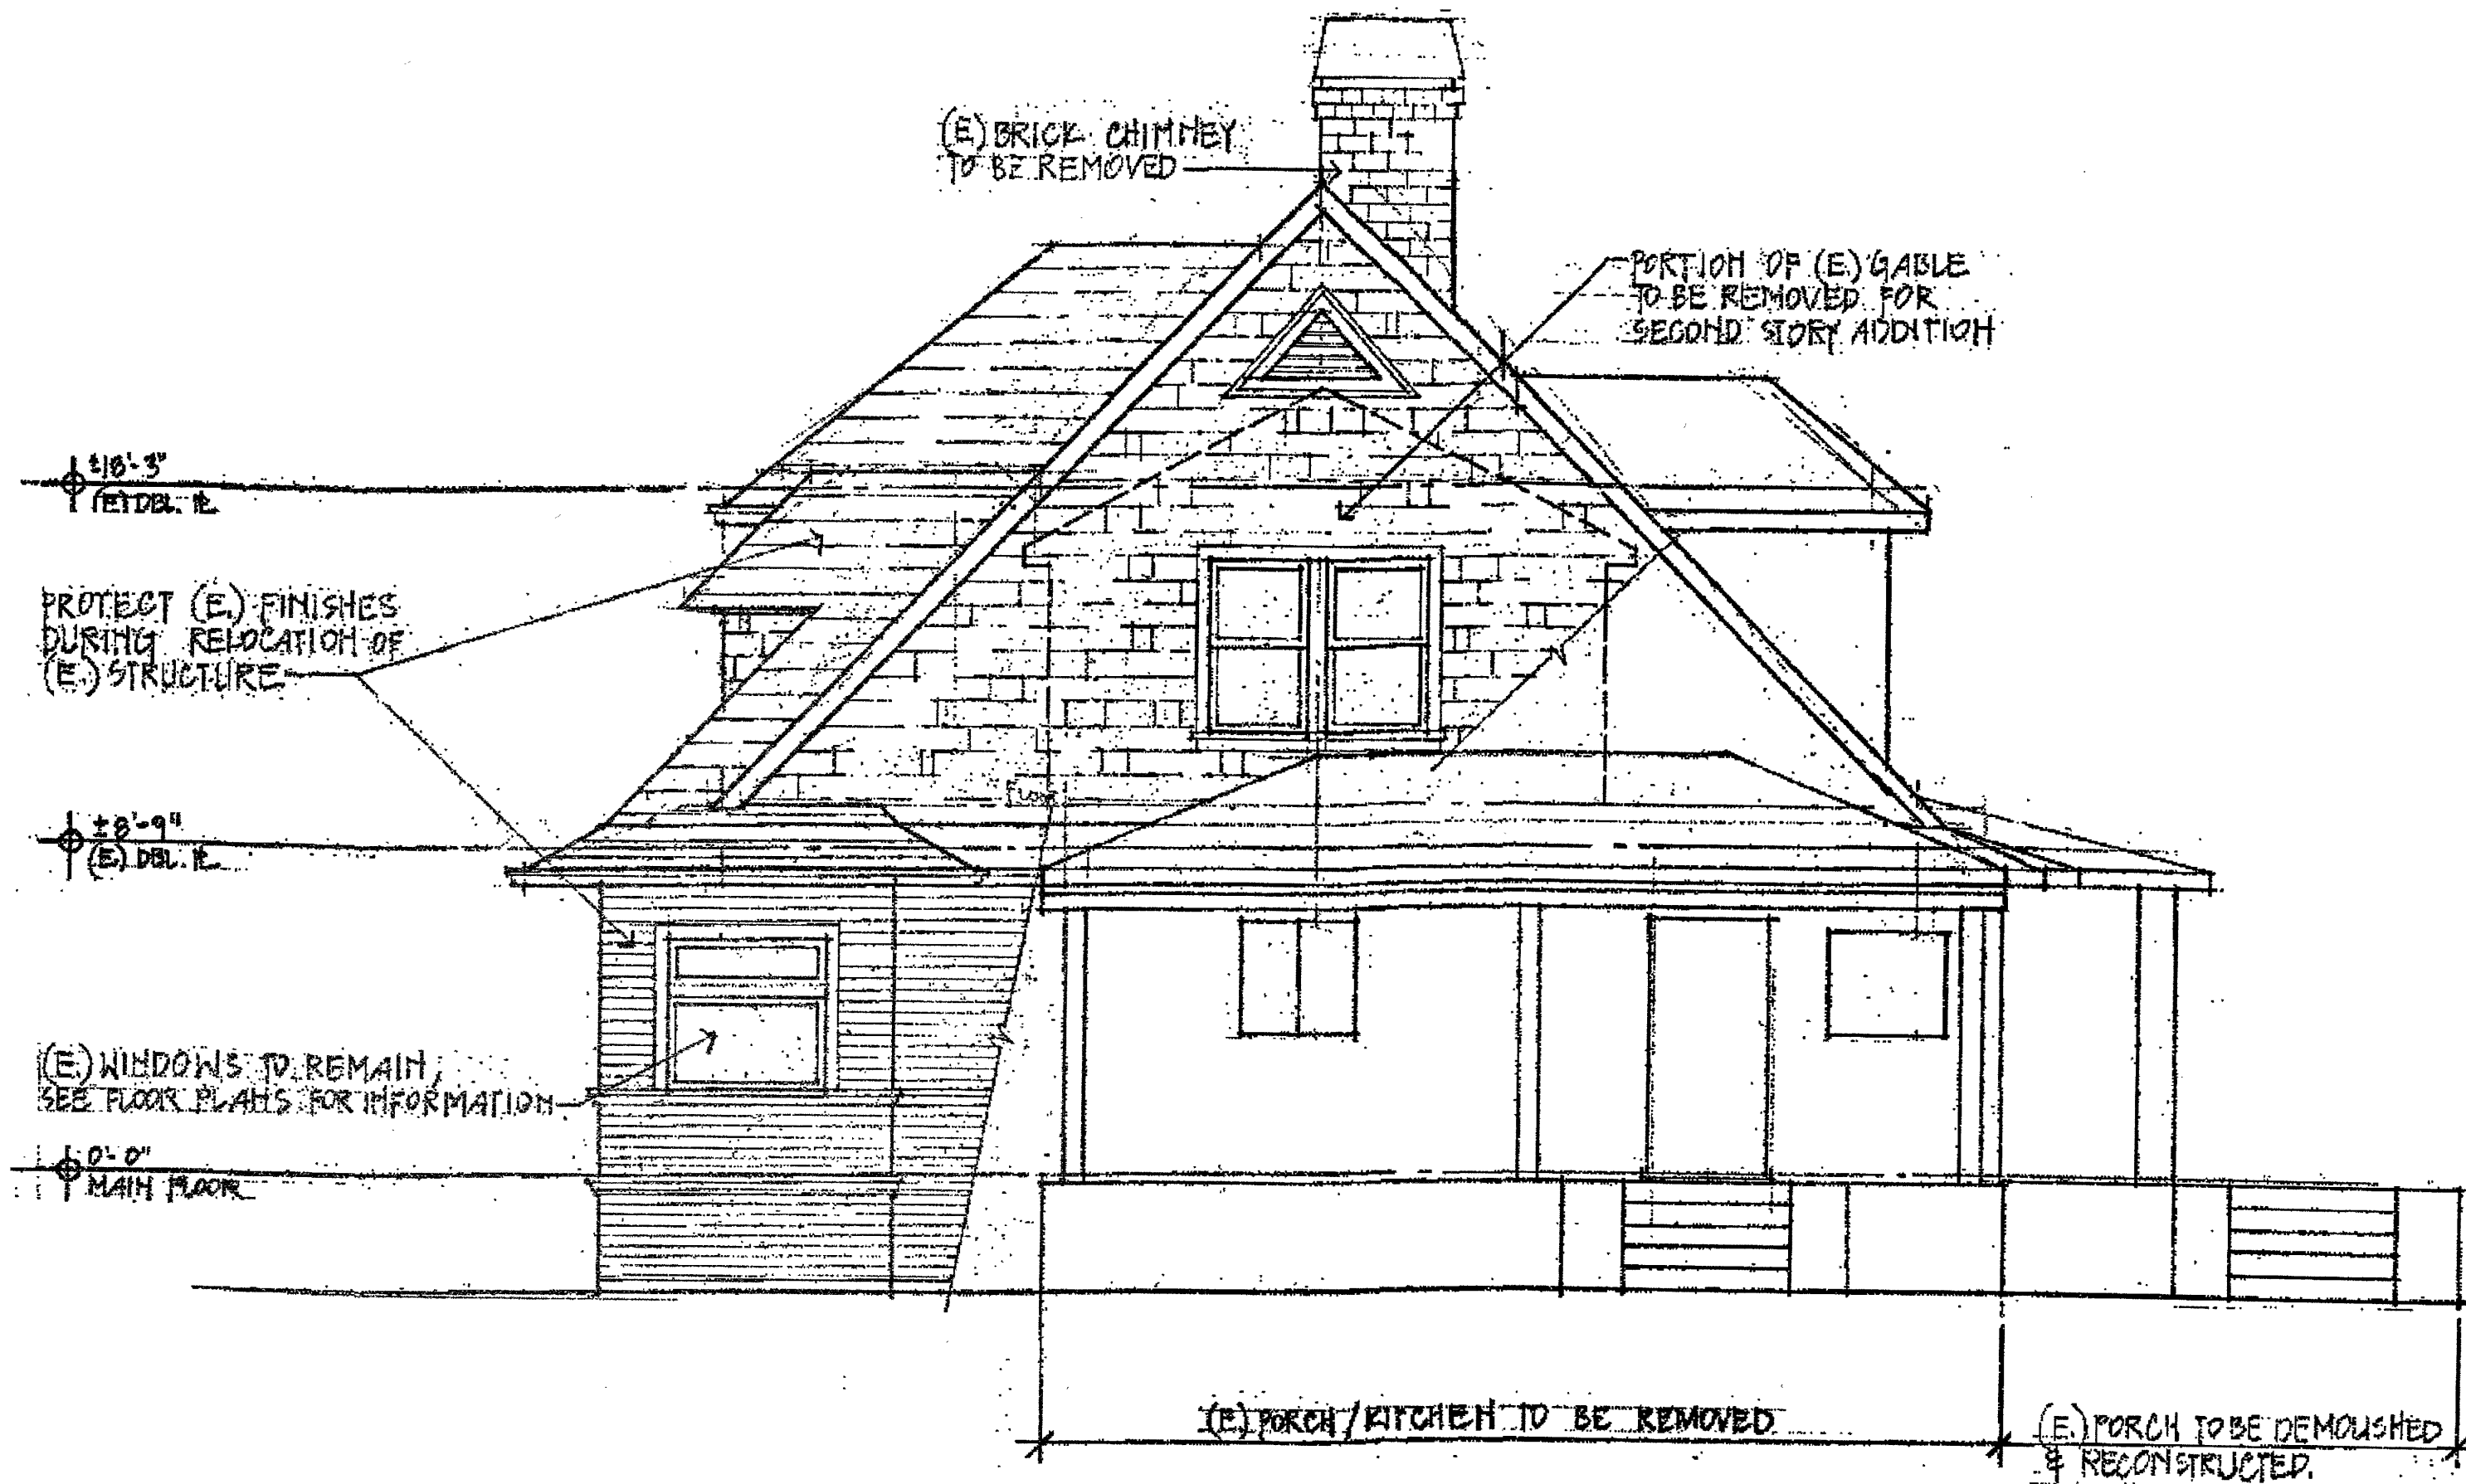 (E.) BRICK CHIMNEY
TO BE REMOVED
PORTION OF (E.) GABLE
TO BE REMOVED FOR
SECOND STORY ADDITION
±18'-3"
(E) DBL. PL
PROTECT (E.) FINISHES
DURING RELOCATION OF
(E.) STRUCTURE
±8'-9"
(E.) DBL. PL
(E.) WINDOWS TO REMAIN,
SEE FLOOR PLANS FOR INFORMATION
0'-0"
MAIN FLOOR
(E.) PORCH / KITCHEN TO BE REMOVED
(E.) PORCH TO BE DEMOLISHED
& RECONSTRUCTED.